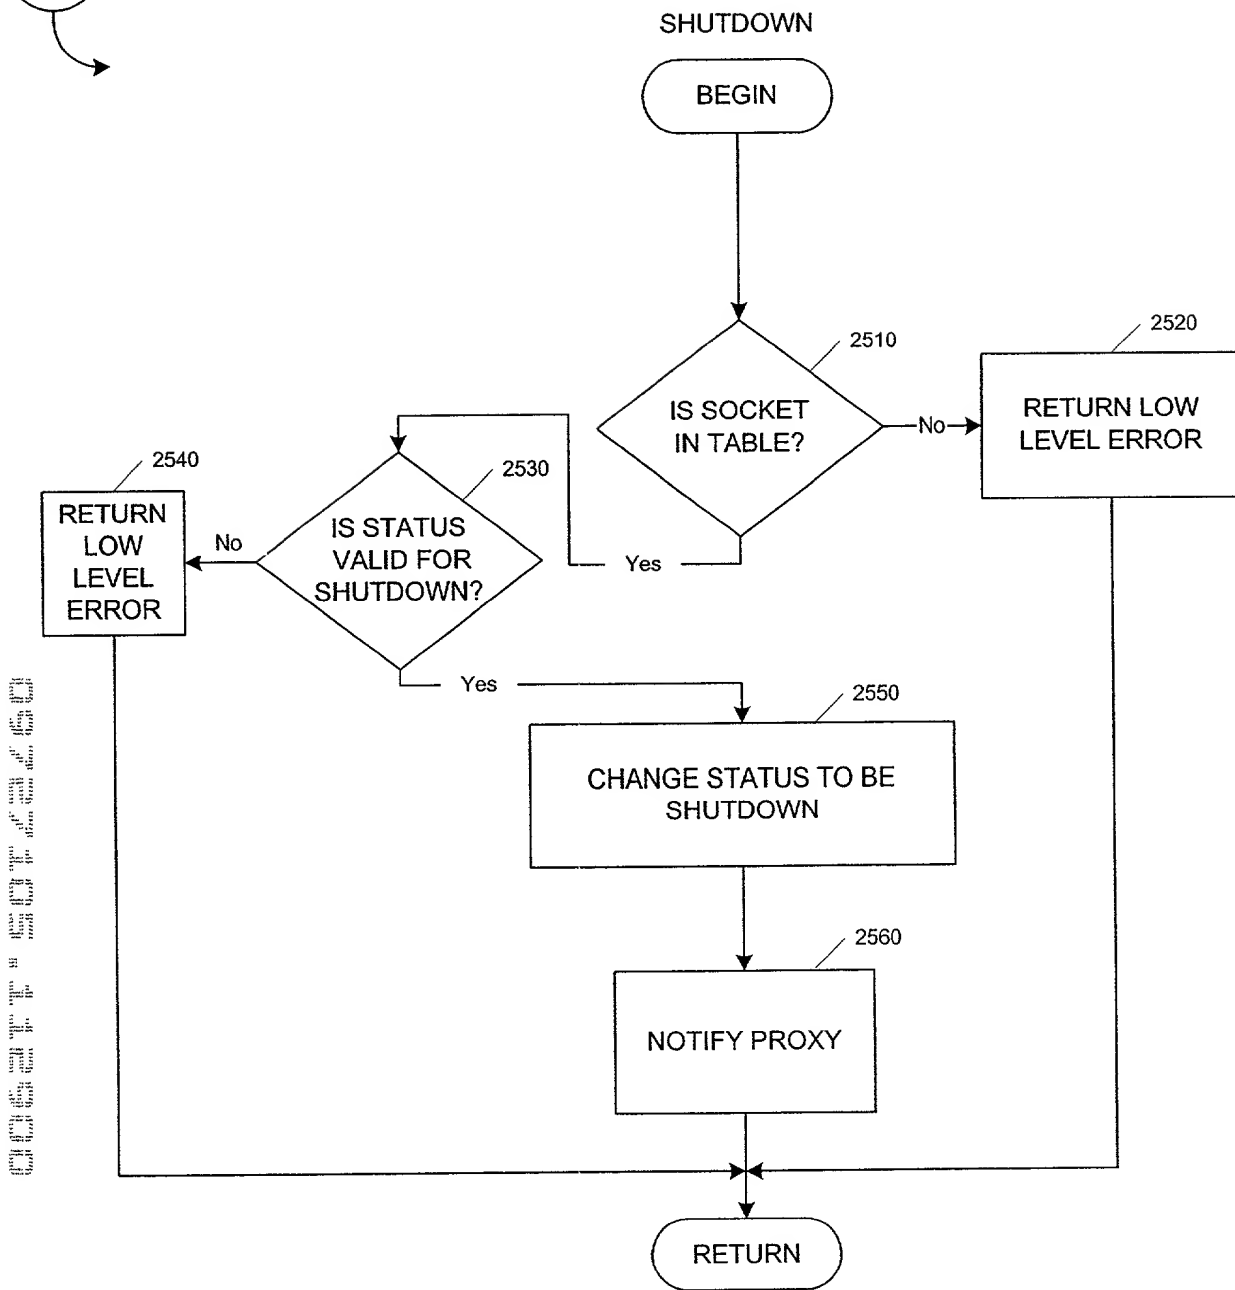 SHUTDOWN
BEGIN
2510
2520
IS SOCKET
IN TABLE?
No
RETURN LOW
LEVEL ERROR
2530
2540
IS STATUS
VALID FOR
SHUTDOWN?
Yes
No
RETURN
LOW
LEVEL
ERROR
Yes
2550
CHANGE STATUS TO BE
SHUTDOWN
2560
NOTIFY PROXY
RETURN